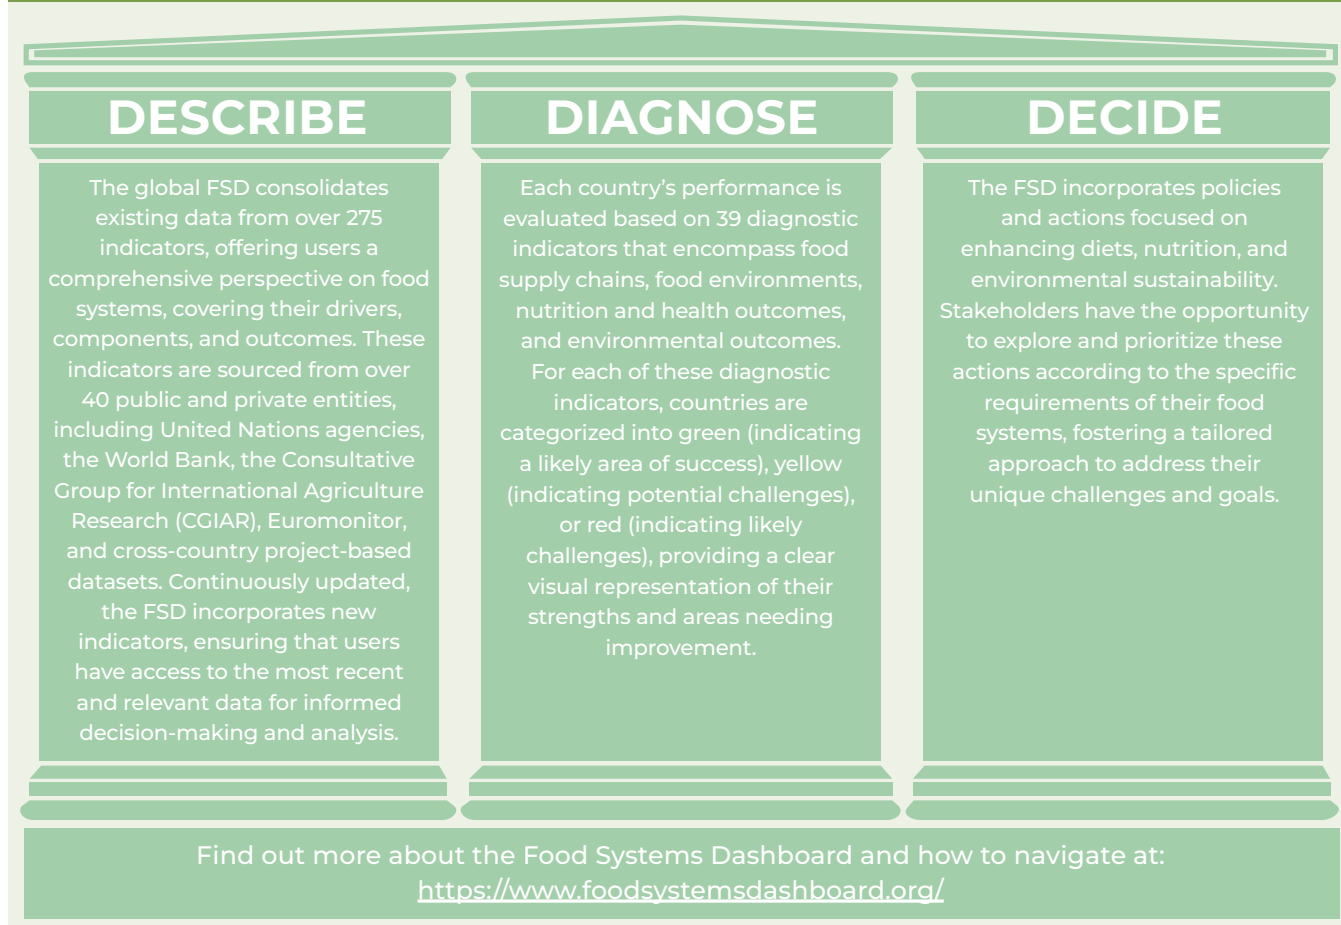 DESCRIBE
The global FSD consolidates
existing data from over 275
indicators, offering users a
comprehensive perspective on food
systems, covering their drivers,
components, and outcomes. These
indicators are sourced from over
40 public and private entities,
including United Nations agencies,
the World Bank, the Consultative
Group for International Agriculture
Research (CGIAR), Euromonitor,
and cross-country project-based
datasets. Continuously updated,
the FSD incorporates new
indicators, ensuring that users
have access to the most recent
and relevant data for informed
decision-making and analysis.
DIAGNOSE
Each country’s performance is
evaluated based on 39 diagnostic
indicators that encompass food
supply chains, food environments,
nutrition and health outcomes,
and environmental outcomes.
For each of these diagnostic
indicators, countries are
categorized into green (indicating
a likely area of success), yellow
(indicating potential challenges),
or red (indicating likely
challenges), providing a clear
visual representation of their
strengths and areas needing
improvement.
DECIDE
The FSD incorporates policies
and actions focused on
enhancing diets, nutrition, and
environmental sustainability.
Stakeholders have the opportunity
to explore and prioritize these
actions according to the specific
requirements of their food
systems, fostering a tailored
approach to address their
unique challenges and goals.
Find out more about the Food Systems Dashboard and how to navigate at:
https://www.foodsystemsdashboard.org/